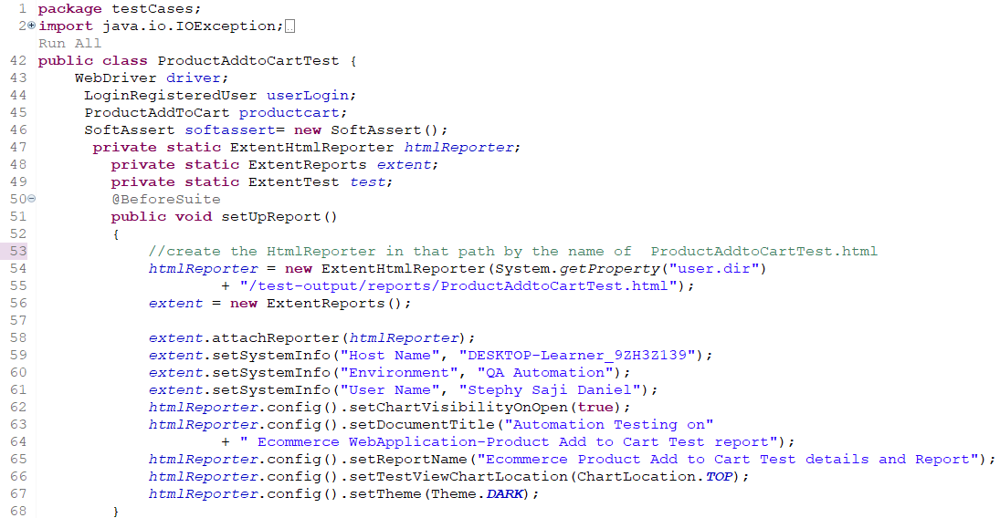 1 package testCases;
2 import java.io.IOException;
Run All
42 public class ProductAddtoCartTest {
43 WebDriver driver;
44 LoginRegisteredUser userLogin;
45 ProductAddToCart productcart;
46 SoftAssert softassert= new SoftAssert();
47 private static ExtentHtmlReporter htmlReporter;
48 private static ExtentReports extent;
49 private static ExtentTest test;
50 @BeforeSuite
51 public void setUpReport()
52 {
53 //create the HtmlReporter in that path by the name of  ProductAddtoCartTest.html
54 htmlReporter = new ExtentHtmlReporter(System.getProperty("user.dir")
55 + "/test-output/reports/ProductAddtoCartTest.html");
56 extent = new ExtentReports();
57
58 extent.attachReporter(htmlReporter);
59 extent.setSystemInfo("Host Name", "DESKTOP-Learner_9ZH3Z139");
60 extent.setSystemInfo("Environment", "QA Automation");
61 extent.setSystemInfo("User Name", "Stephy Saji Daniel");
62 htmlReporter.config().setChartVisibilityOnOpen(true);
63 htmlReporter.config().setDocumentTitle("Automation Testing on"
64 + " Ecommerce WebApplication-Product Add to Cart Test report");
65 htmlReporter.config().setReportName("Ecommerce Product Add to Cart Test details and Report");
66 htmlReporter.config().setTestViewChartLocation(ChartLocation.TOP);
67 htmlReporter.config().setTheme(Theme.DARK);
68 }